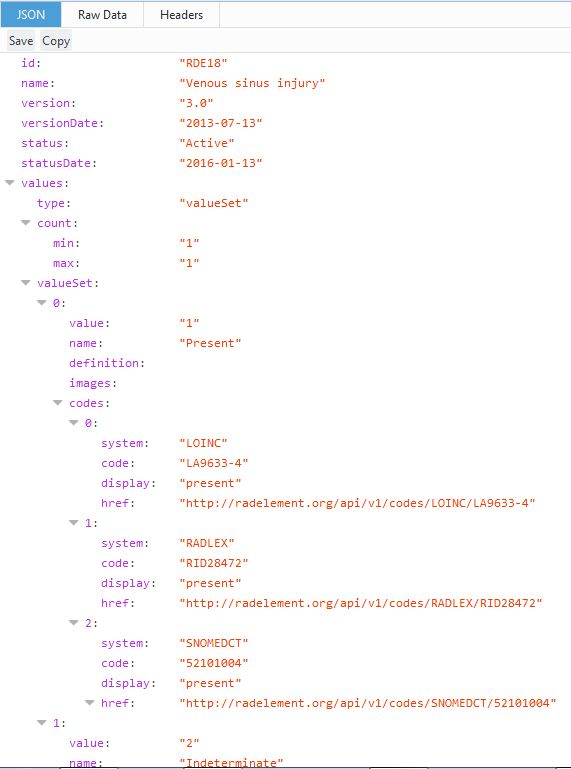 JSON Raw Data Headers
Save Copy
id: "RDE18"
name: "Venous sinus injury"
version: "3.0"
versionDate: "2013-07-13"
status: "Active"
statusDate: "2016-01-13"
values:
type: "valueSet"
count:
min: "1"
max: "1"
valueSet:
0:
value: "1"
name: "Present"
definition:
images:
codes:
0:
system: "LOINC"
code: "LA9633-4"
display: "present"
href: "http://radelement.org/api/v1/codes/LOINC/LA9633-4"
1:
system: "RADLEX"
code: "RID28472"
display: "present"
href: "http://radelement.org/api/v1/codes/RADLEX/RID28472"
2:
system: "SNOMEDCT"
code: "52101004"
display: "present"
href: "http://radelement.org/api/v1/codes/SNOMEDCT/52101004"
1:
value: "2"
name: "Indeterminate"